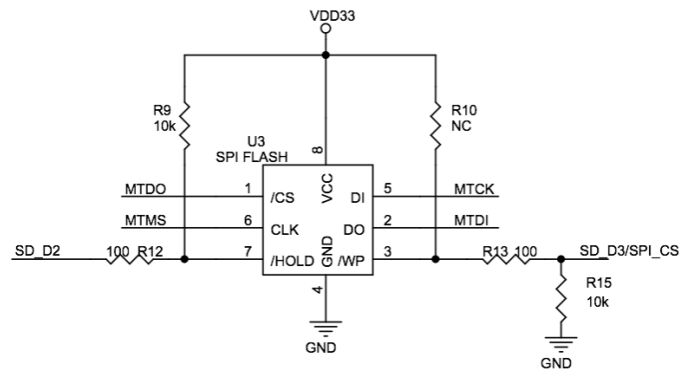 VDD33
R9
10k
R10
NC
U3
SPI FLASH
8
VCC
MTDO
1
/CS
DI
5
MTCK
MTMS
6
CLK
DO
2
MTDI
SD_D2
100 R12
7
/HOLD
GND
/WP
3
R13 100
SD_D3/SPI_CS
4
R15
10k
GND
GND